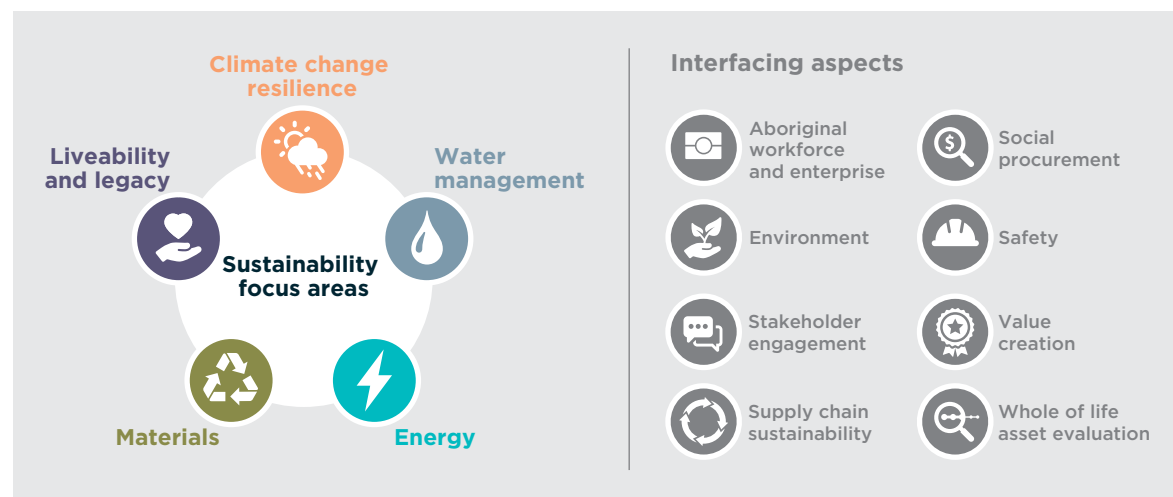 Climate change
resilience
Liveability
and legacy
Water
management
Sustainability
focus areas
Materials
Energy
Interfacing aspects
Aboriginal
workforce
and enterprise
Social
procurement
Environment
Safety
Stakeholder
engagement
Value
creation
Supply chain
sustainability
Whole of life
asset evaluation
$